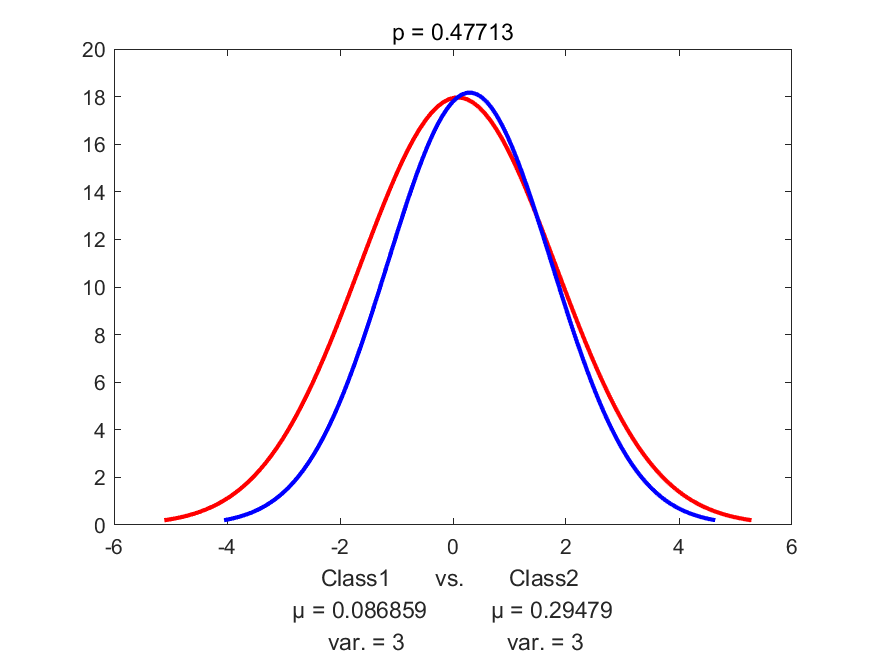 p = 0.47713
20
18
16
14
12
10
8
6
4
2
0
-6 -4 -2 0 2 4 6
Class1 vs. Class2
μ = 0.086859 μ = 0.29479
var. = 3 var. = 3